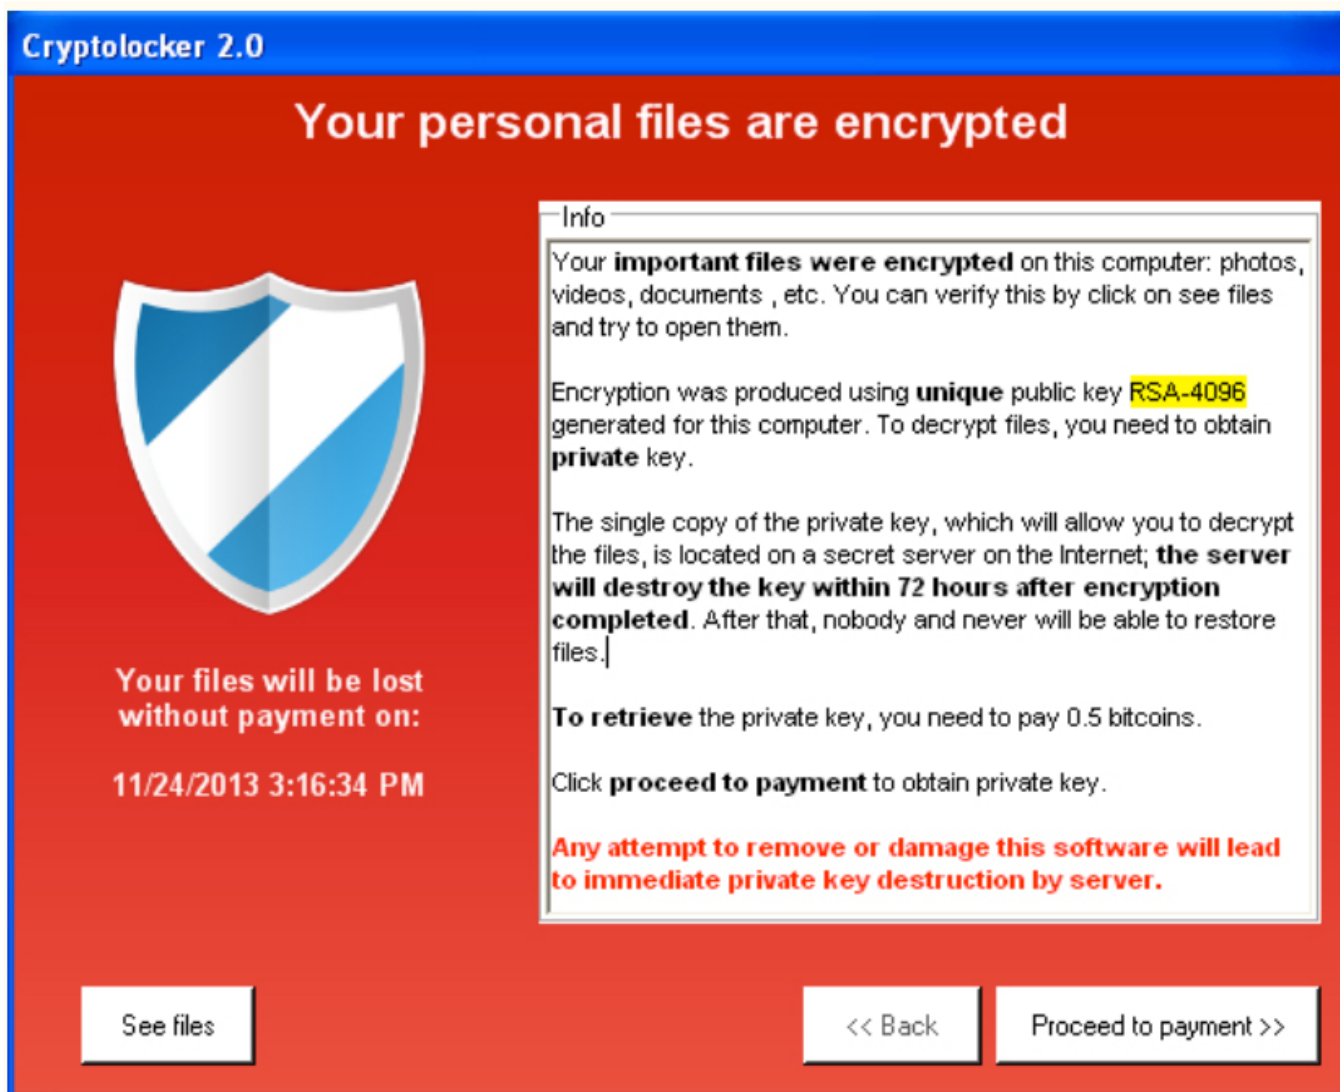 Cryptolocker 2.0
Your personal files are encrypted
Info
Your important files were encrypted on this computer: photos,
videos, documents , etc. You can verify this by click on see files
and try to open them.
Encryption was produced using unique public key RSA-4096
generated for this computer. To decrypt files, you need to obtain
private key.
The single copy of the private key, which will allow you to decrypt
the files, is located on a secret server on the Internet; the server
will destroy the key within 72 hours after encryption
completed. After that, nobody and never will be able to restore
files.
To retrieve the private key, you need to pay 0.5 bitcoins.
Click proceed to payment to obtain private key.
Any attempt to remove or damage this software will lead
to immediate private key destruction by server.
Your files will be lost
without payment on:
11/24/2013 3:16:34 PM
See files
<< Back
Proceed to payment >>